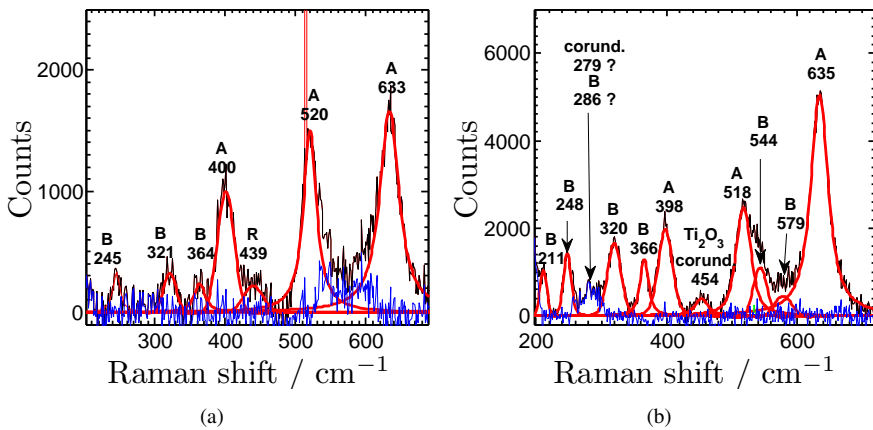 2000
1000
0
Counts
B
245
B
321
B
364
A
400
R
439
A
520
A
633
300
400
500
600
Raman shift / cm⁻¹
(a)
6000
4000
2000
0
Counts
corund.
279 ?
B
286 ?
B
211
B
248
B
320
B
366
A
398
Ti₂O₃
corund.
454
A
518
B
544
B
579
A
635
200
400
600
Raman shift / cm⁻¹
(b)